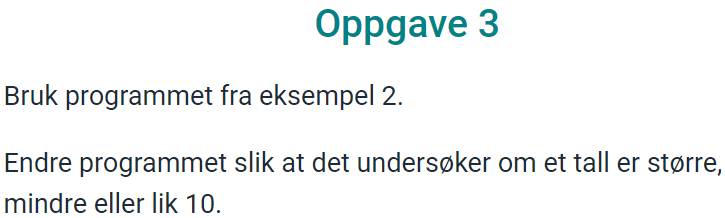 Oppgave 3
Bruk programmet fra eksempel 2.
Endre programmet slik at det undersøker om et tall er større,
mindre eller lik 10.